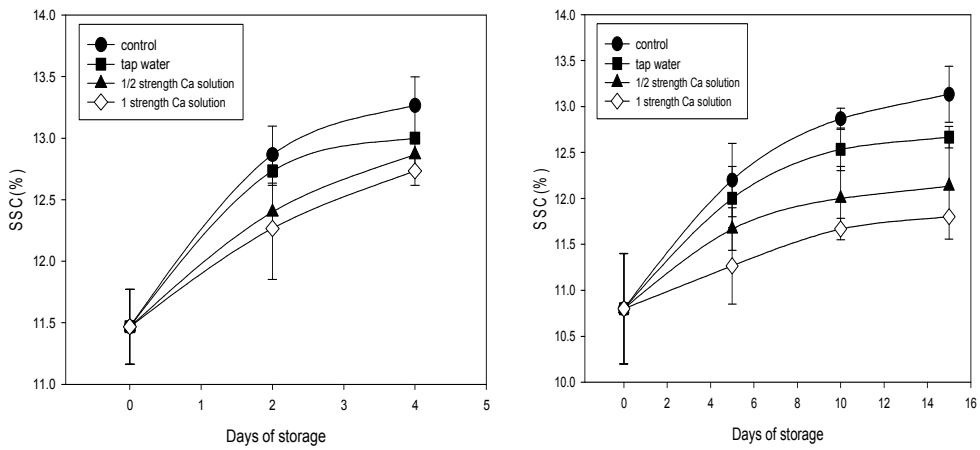 14.0
13.5
13.0
12.5
12.0
11.5
11.0
SSC (%)
control
tap water
1/2 strength Ca solution
1 strength Ca solution
0 1 2 3 4 5
Days of storage
14.0
13.5
13.0
12.5
12.0
11.5
11.0
10.5
10.0
SSC (%)
control
tap water
1/2 strength Ca solution
1 strength Ca solution
0 2 4 6 8 10 12 14 16
Days of storage